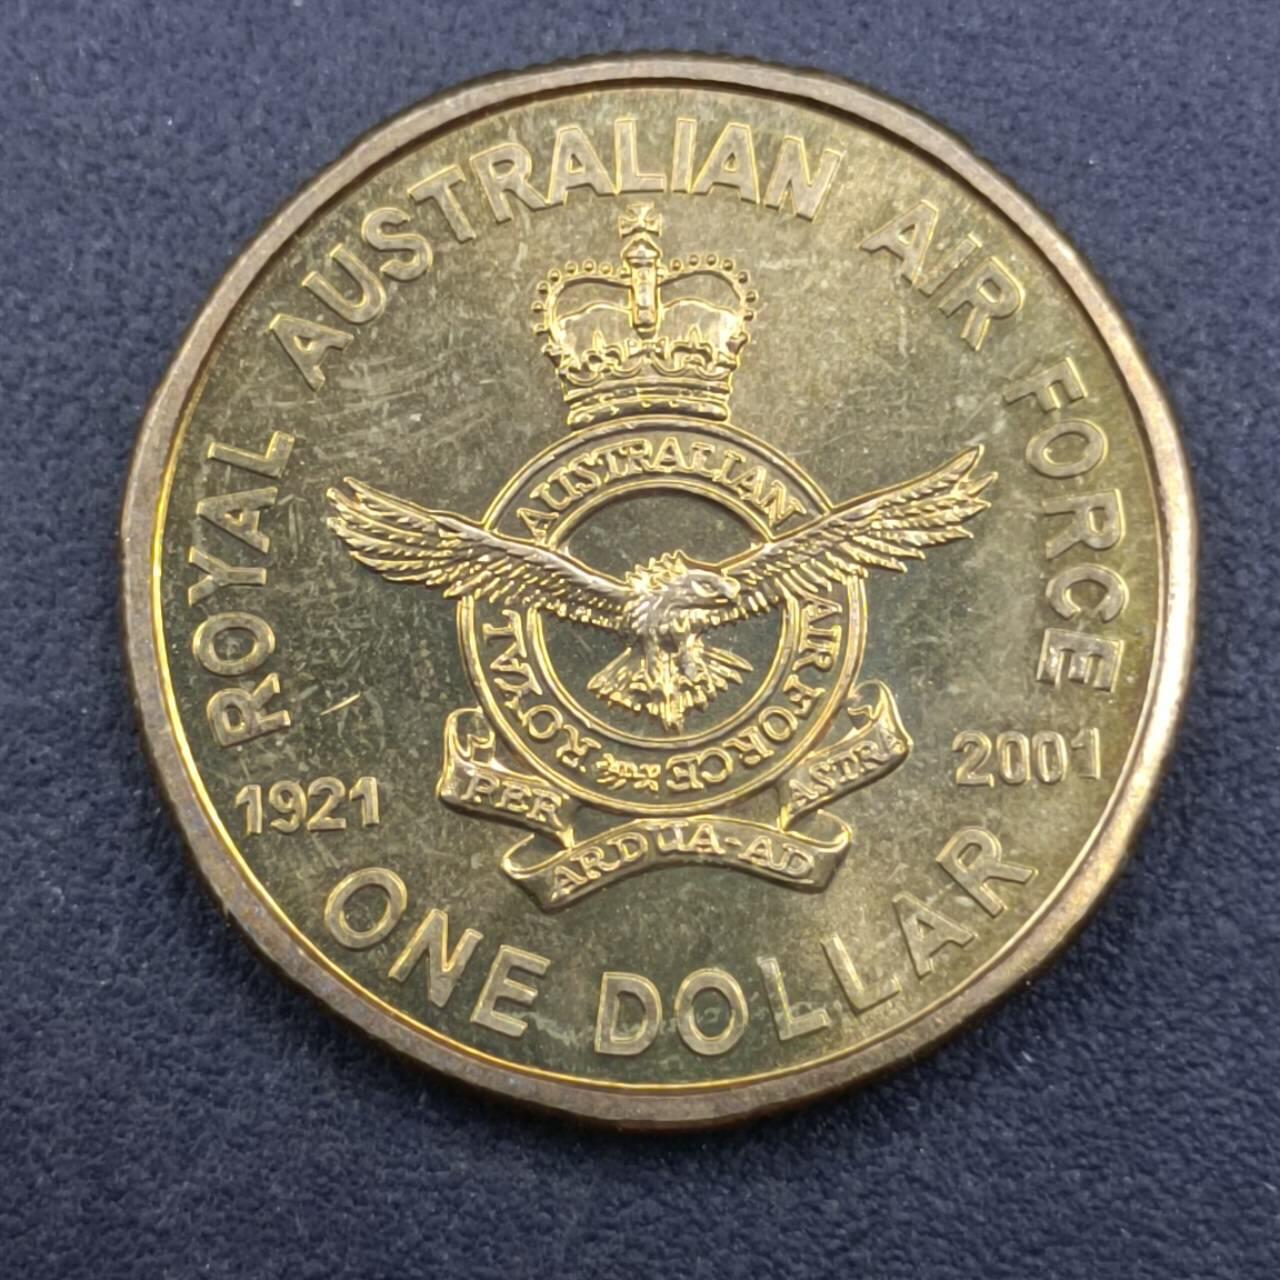 ROYAL AUSTRALIAN AIR FORCE
AUSTRALIAN
ROYAL
AIR FORCE
PER
ARDUA-AD
ASTRA
1921
2001
ONE DOLLAR